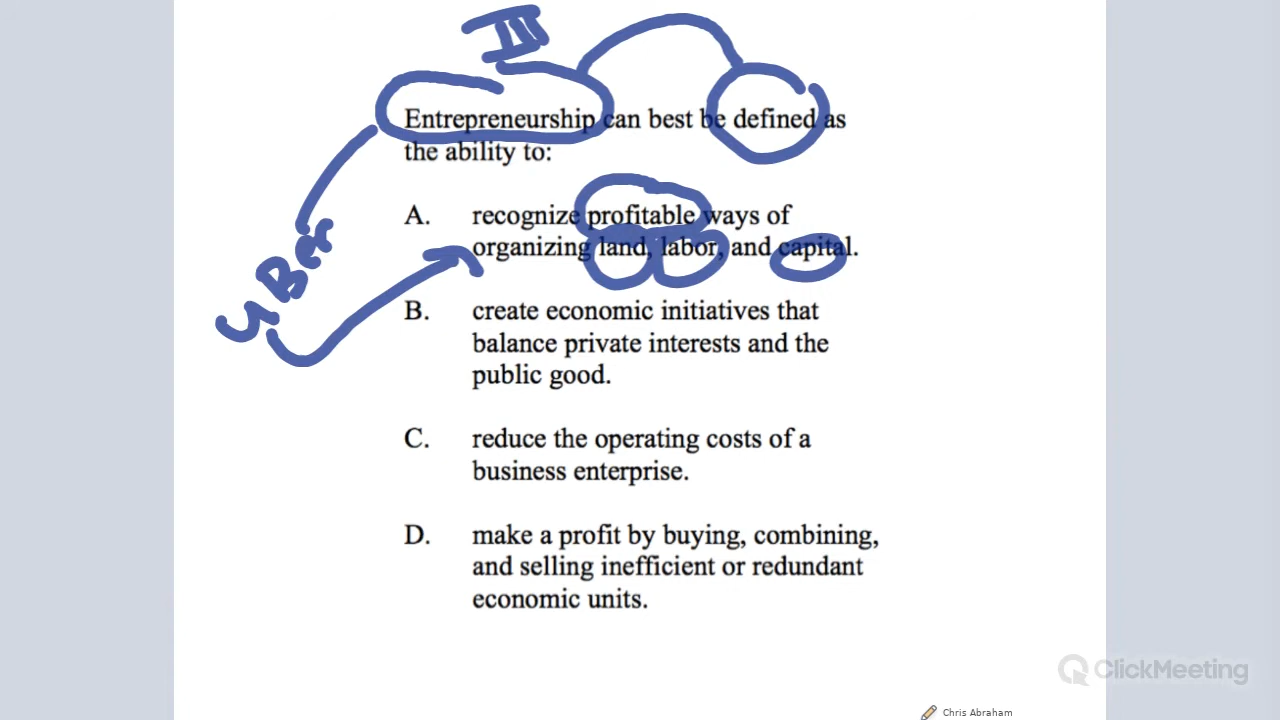 III
Entrepreneurship can best be defined as
the ability to:
A. recognize profitable ways of
organizing land, labor, and capital.
UBer
B. create economic initiatives that
balance private interests and the
public good.
C. reduce the operating costs of a
business enterprise.
D. make a profit by buying, combining,
and selling inefficient or redundant
economic units.
ClickMeeting
Chris Abraham